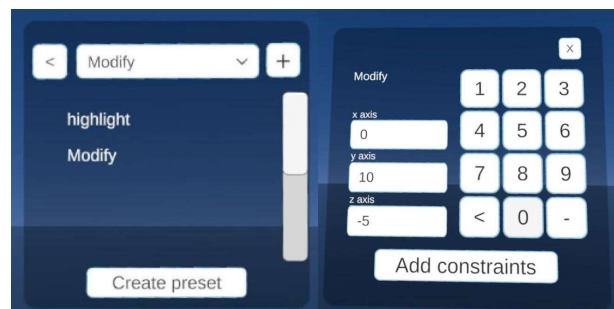 < Modify +
highlight
Modify
Create preset
X
Modify
x axis
0
y axis
10
z axis
-5
1 2 3
4 5 6
7 8 9
< 0 -
Add constraints